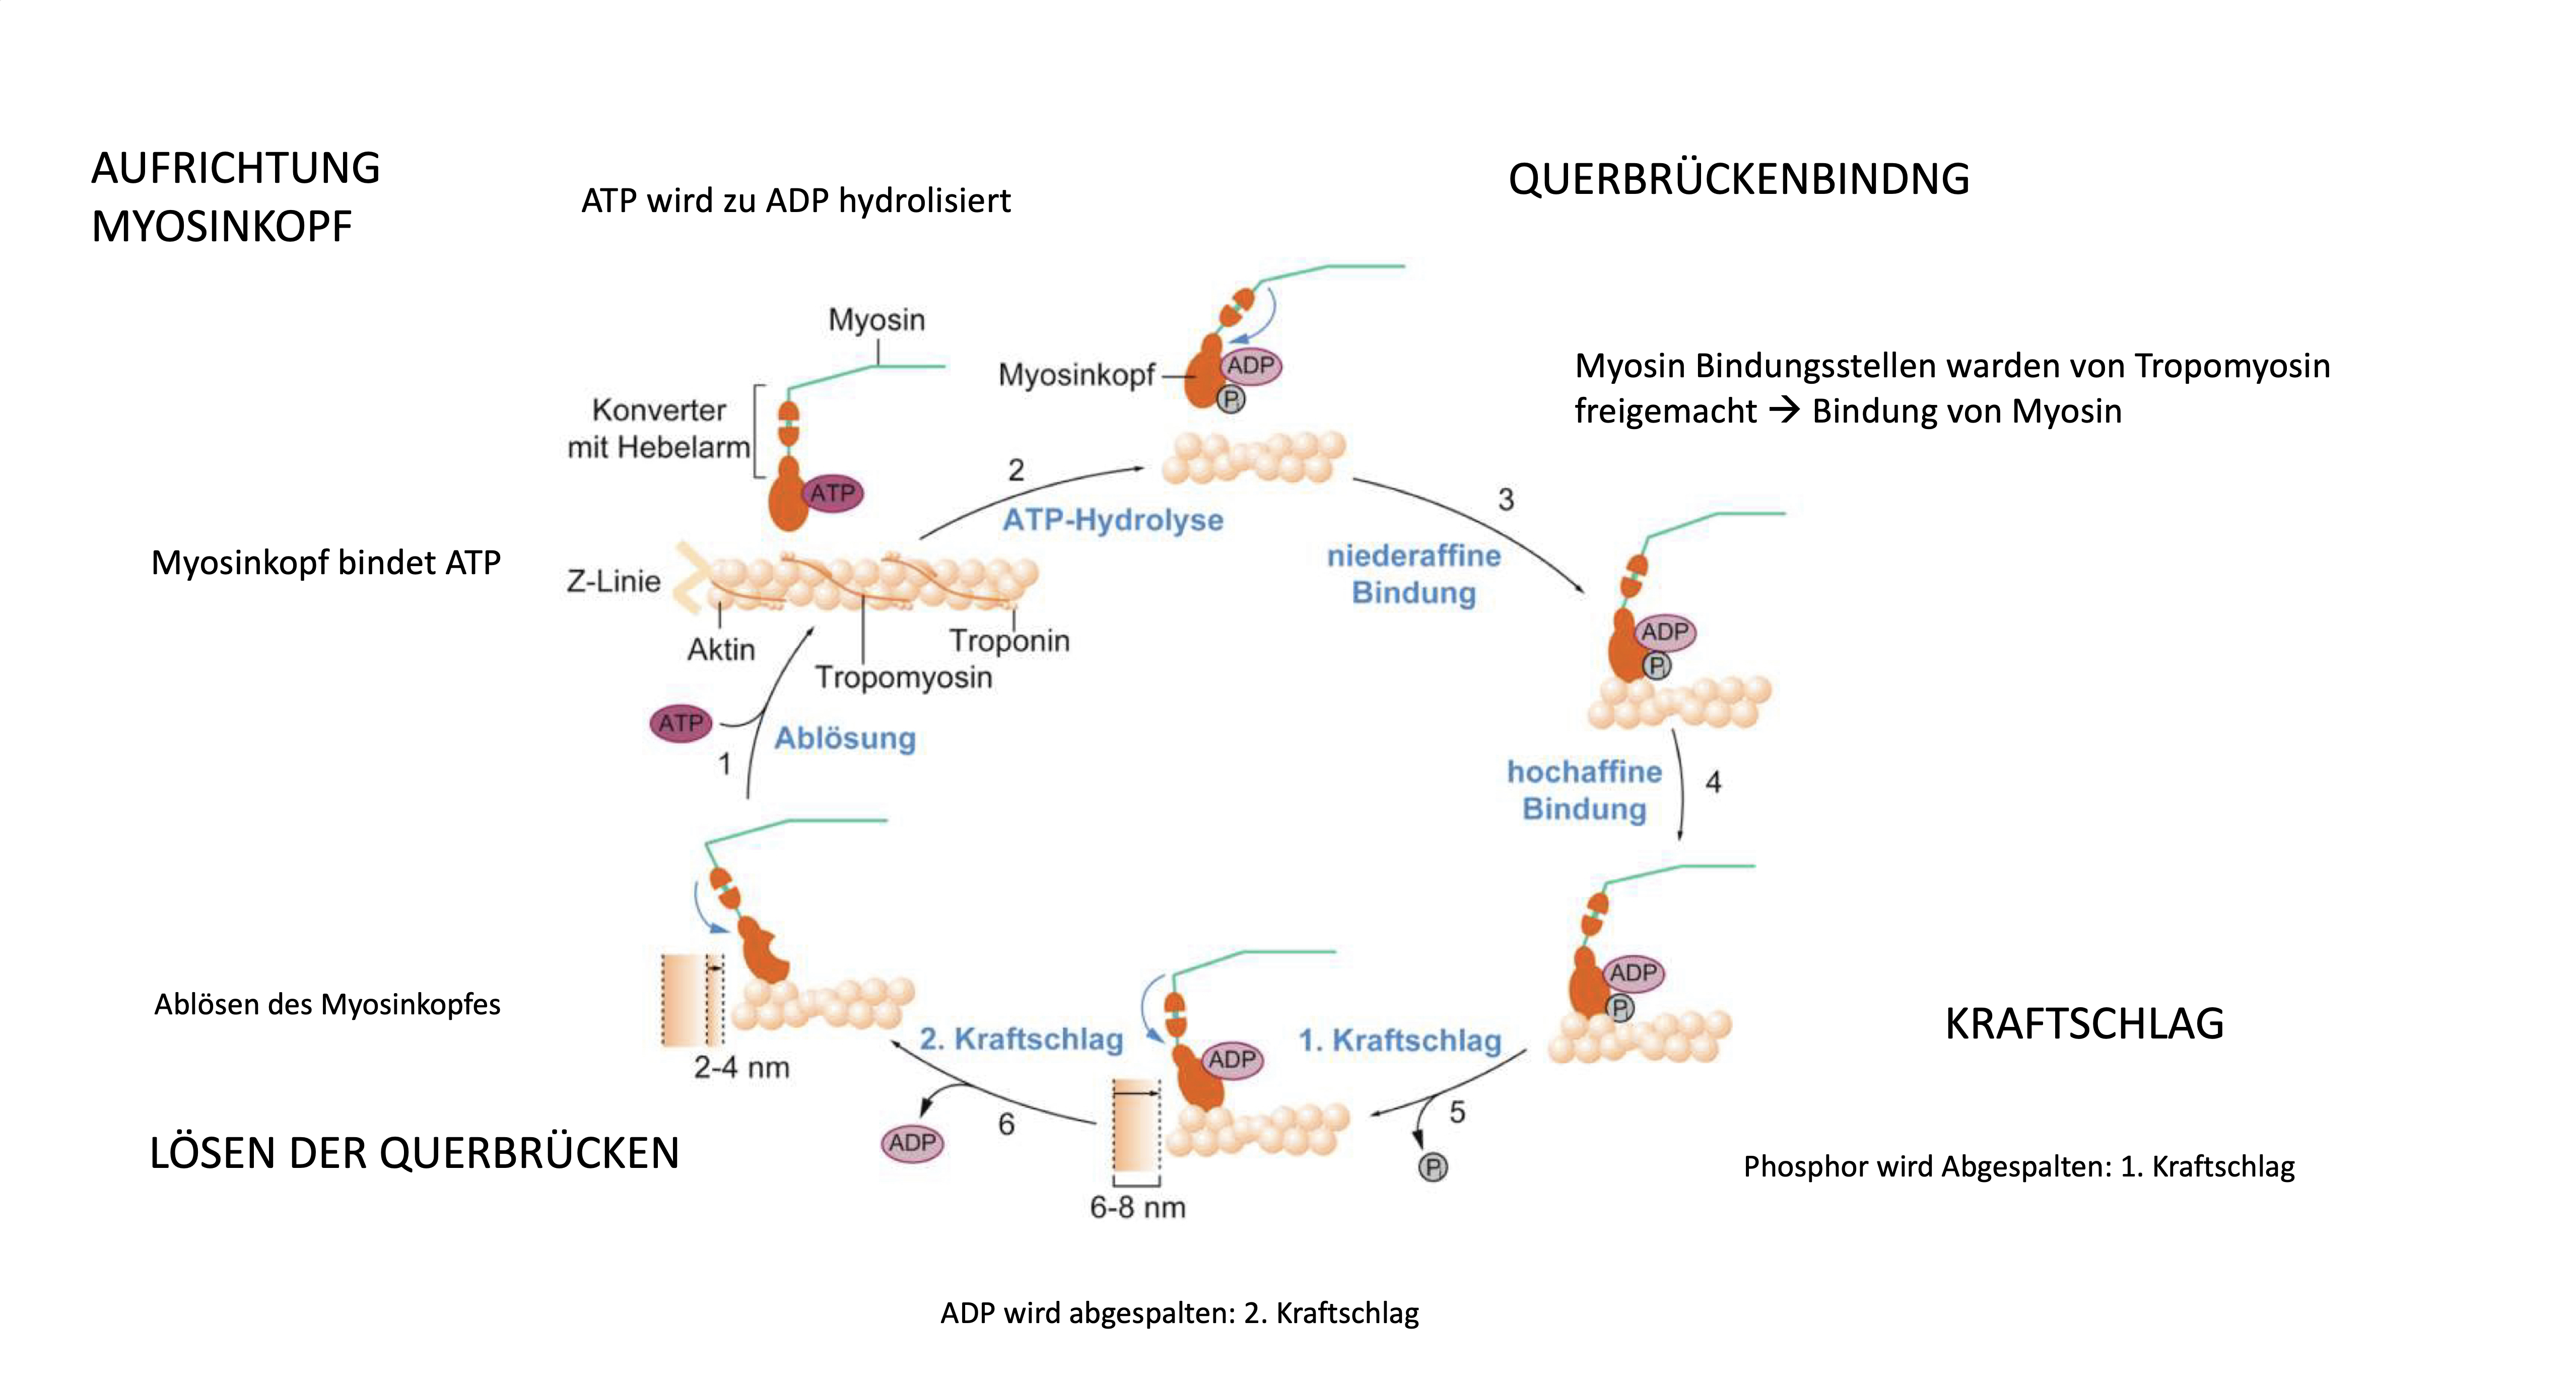 AUFRICHTUNG
MYOSINKOPF
ATP wird zu ADP hydrolisiert
QUERBRÜCKENBINDNG
Myosin
Konverter
mit Hebelarm
ATP
Myosinkopf
ADP
P
Myosin Bindungsstellen warden von Tropomyosin
freigemacht → Bindung von Myosin
2
ATP-Hydrolyse
3
niederaffine
Bindung
Myosinkopf bindet ATP
Z-Linie
Aktin
Troponin
Tropomyosin
ADP
P
ATP
1
Ablösung
hochaffine
Bindung
4
ADP
P
Ablösen des Myosinkopfes
2-4 nm
2. Kraftschlag
ADP
1. Kraftschlag
KRAFTSCHLAG
5
P
6
ADP
6-8 nm
LÖSEN DER QUERBRÜCKEN
Phosphor wird Abgespalten: 1. Kraftschlag
ADP wird abgespalten: 2. Kraftschlag